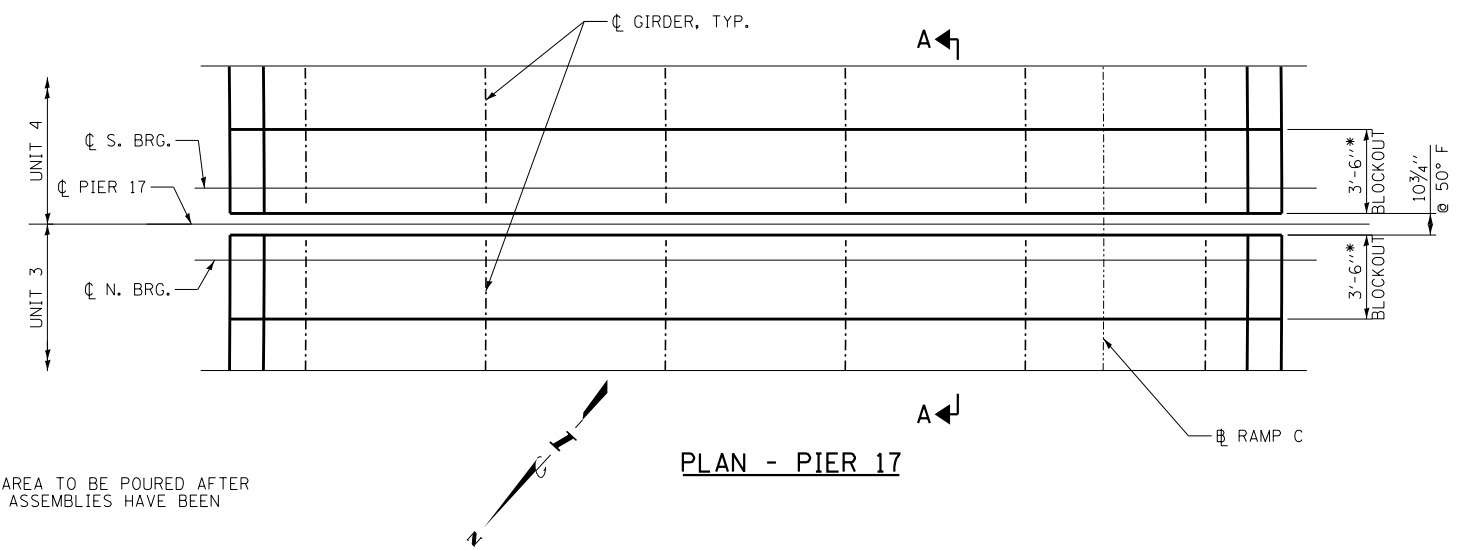 ℄ GIRDER, TYP.
A
UNIT 4
℄ S. BRG.
℄ PIER 17
3'-6"*
BLOCKOUT
10¾"
@ 50° F
UNIT 3
℄ N. BRG.
3'-6"*
BLOCKOUT
A
N
PLAN - PIER 17
RAMP C
AREA TO BE POURED AFTER
ASSEMBLIES HAVE BEEN